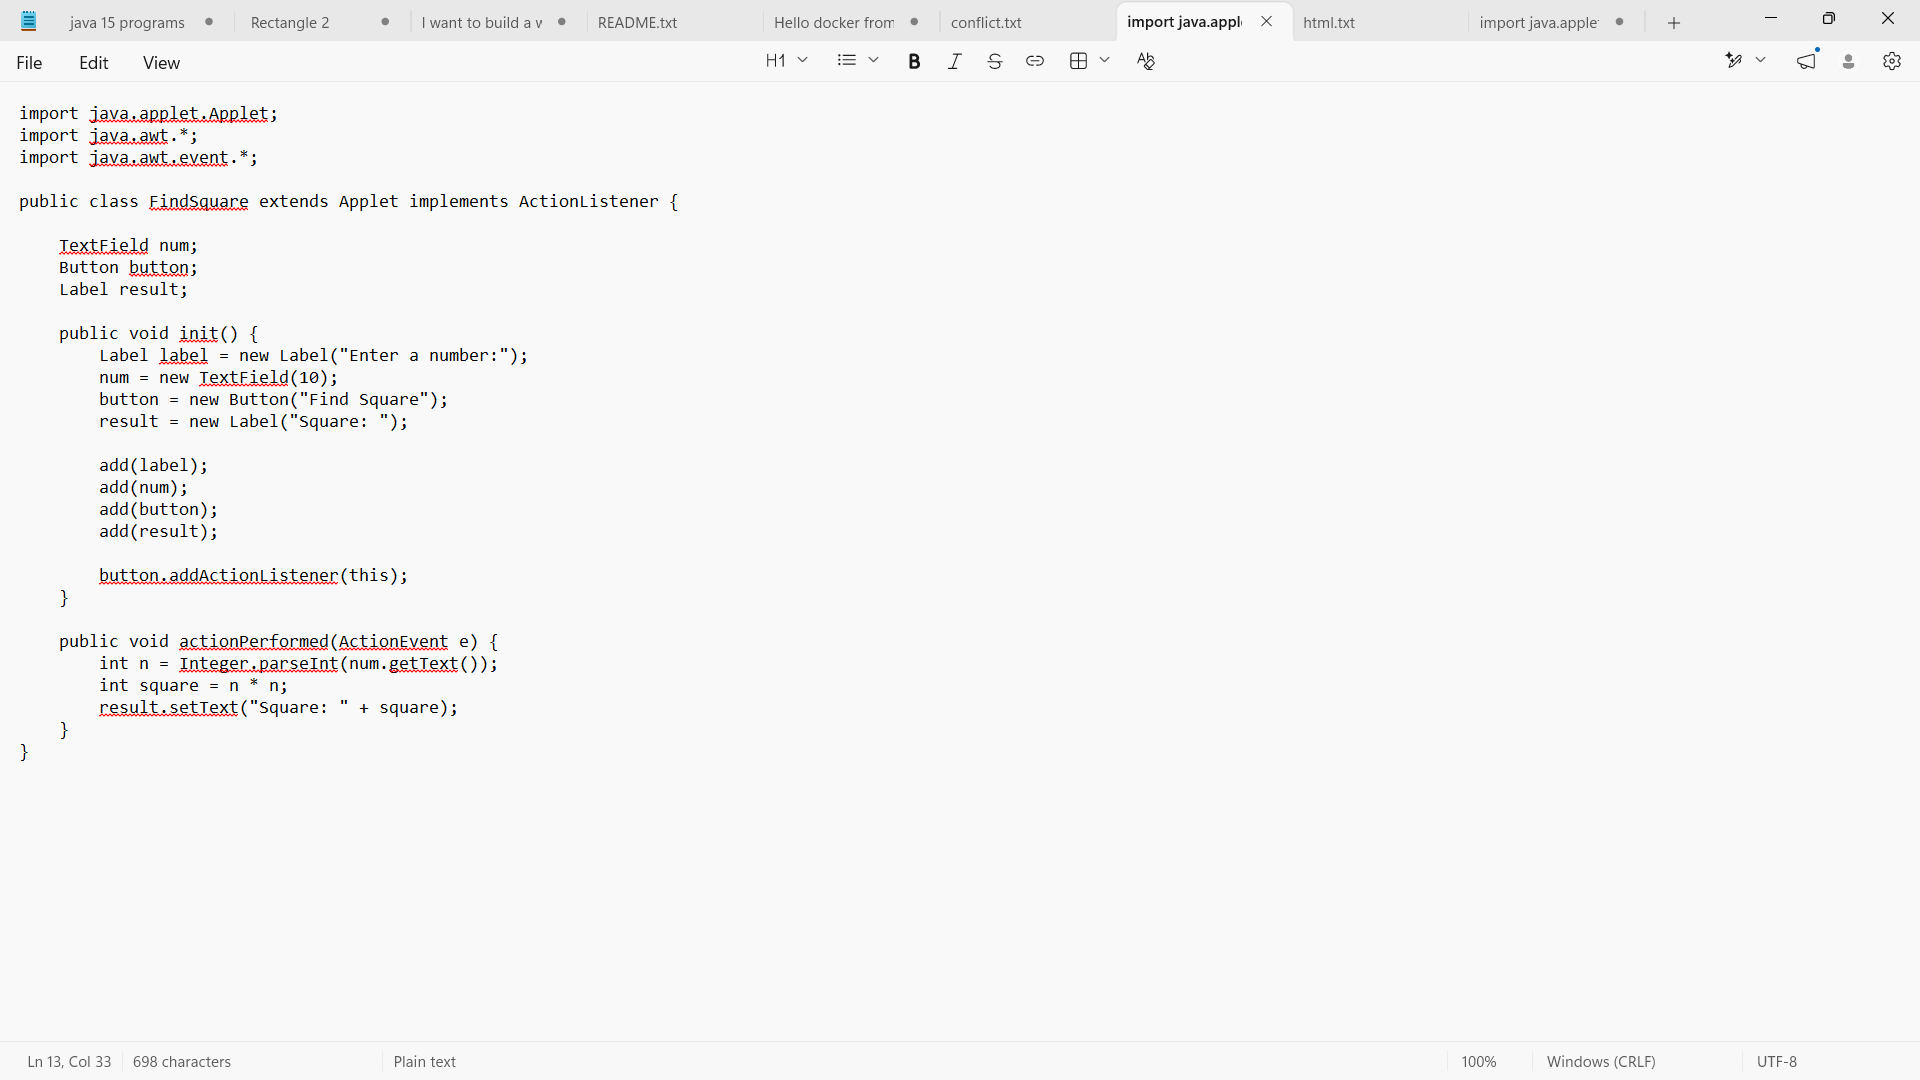 java 15 programs
Rectangle 2
I want to build a w
README.txt
Hello docker from
conflict.txt
import java.apple
html.txt
import java.apple
File Edit View
H1
import java.applet.Applet;
import java.awt.*;
import java.awt.event.*;
public class FindSquare extends Applet implements ActionListener {
    TextField num;
    Button button;
    Label result;
    public void init() {
        Label label = new Label("Enter a number:");
        num = new TextField(10);
        button = new Button("Find Square");
        result = new Label("Square: ");
        add(label);
        add(num);
        add(button);
        add(result);
        button.addActionListener(this);
    }
    public void actionPerformed(ActionEvent e) {
        int n = Integer.parseInt(num.getText());
        int square = n * n;
        result.setText("Square: " + square);
    }
}
Ln 13, Col 33 698 characters Plain text 100% Windows (CRLF) UTF-8